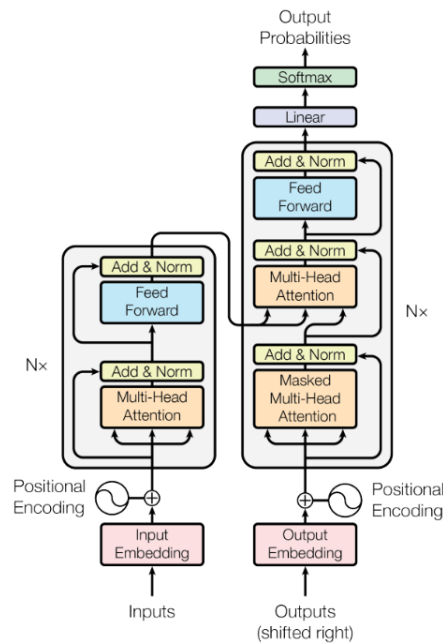 Output
Probabilities
Softmax
Linear
Add & Norm
Feed
Forward
Add & Norm
Multi-Head
Attention
Add & Norm
Masked
Multi-Head
Attention
N×
Positional
Encoding
Output
Embedding
Outputs
(shifted right)
Add & Norm
Feed
Forward
N×
Add & Norm
Multi-Head
Attention
Positional
Encoding
Input
Embedding
Inputs